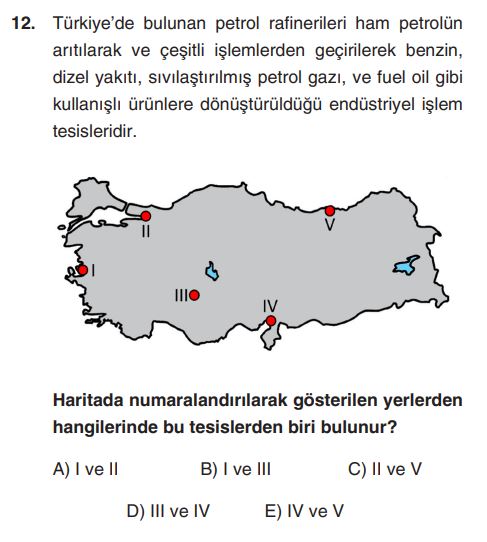 12. Türkiye’de bulunan petrol rafinerileri ham petrolün
arıtılarak ve çeşitli işlemlerden geçirilerek benzin,
dizel yakıtı, sıvılaştırılmış petrol gazı, ve fuel oil gibi
kullanışlı ürünlere dönüştürüldüğü endüstriyel işlem
tesisleridir.
II
V
I
III
IV
Haritada numaralandırılarak gösterilen yerlerden
hangilerinde bu tesislerden biri bulunur?
A) I ve II B) I ve III C) II ve V
D) III ve IV E) IV ve V